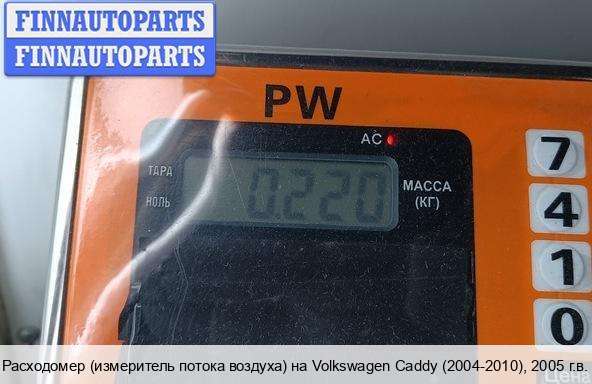 FINNAUTOPARTS
FINNAUTOPARTS
PW
AC
ТАРА
НОЛЬ
0.220
МАССА
(КГ)
7
4
1
0
Цена
Расходомер (измеритель потока воздуха) на Volkswagen Caddy (2004-2010), 2005 г.в.